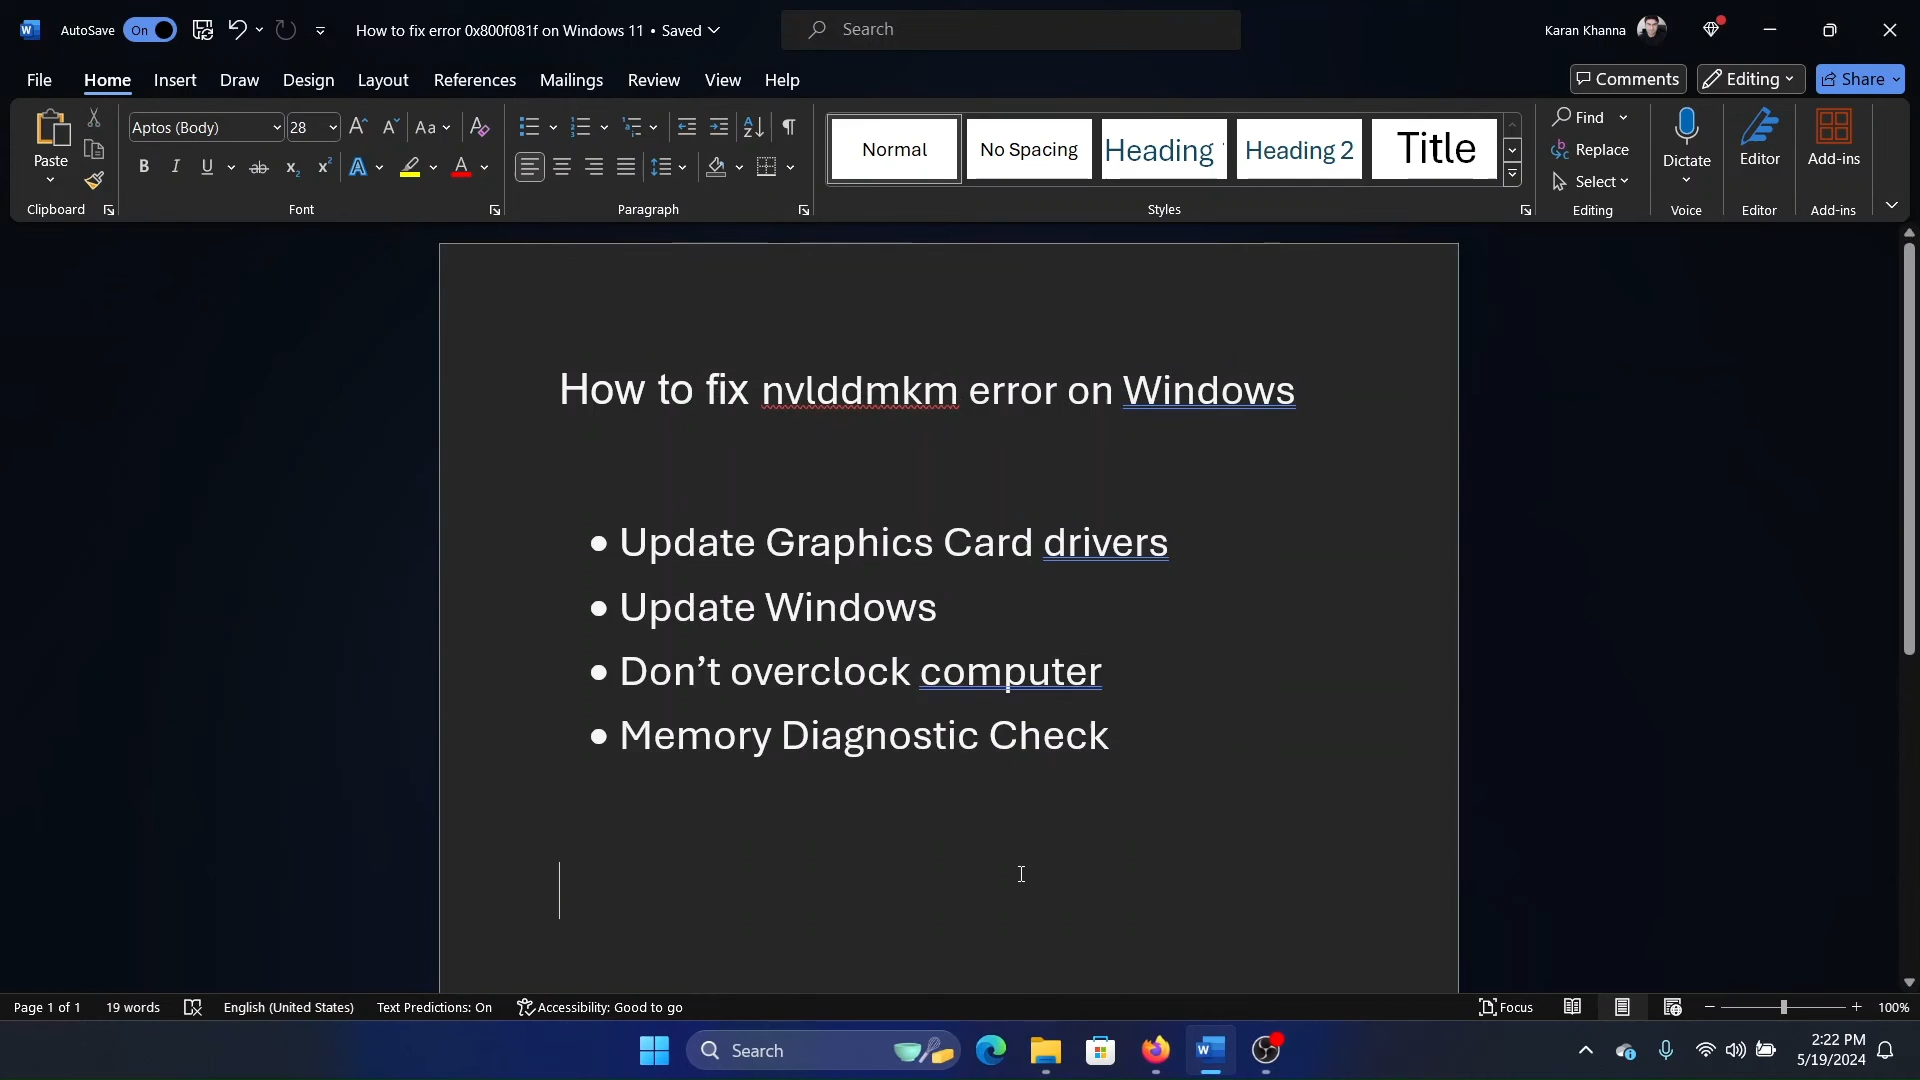 AutoSave On How to fix error 0x800f081f on Windows 11 • Saved Search Karan Khanna
File Home Insert Draw Design Layout References Mailings Review View Help Comments Editing Share
Paste
Aptos (Body) 28 Aa
B I U ab x₂ x² A A
Normal No Spacing Heading Heading 2 Title
Find
Replace
Select
Dictate Editor Add-ins
Clipboard Font Paragraph Styles Editing Voice Editor Add-ins
How to fix nvlddmkm error on Windows
• Update Graphics Card drivers
• Update Windows
• Don’t overclock computer
• Memory Diagnostic Check
Page 1 of 1 19 words English (United States) Text Predictions: On Accessibility: Good to go Focus 100%
Search
2:22 PM
5/19/2024